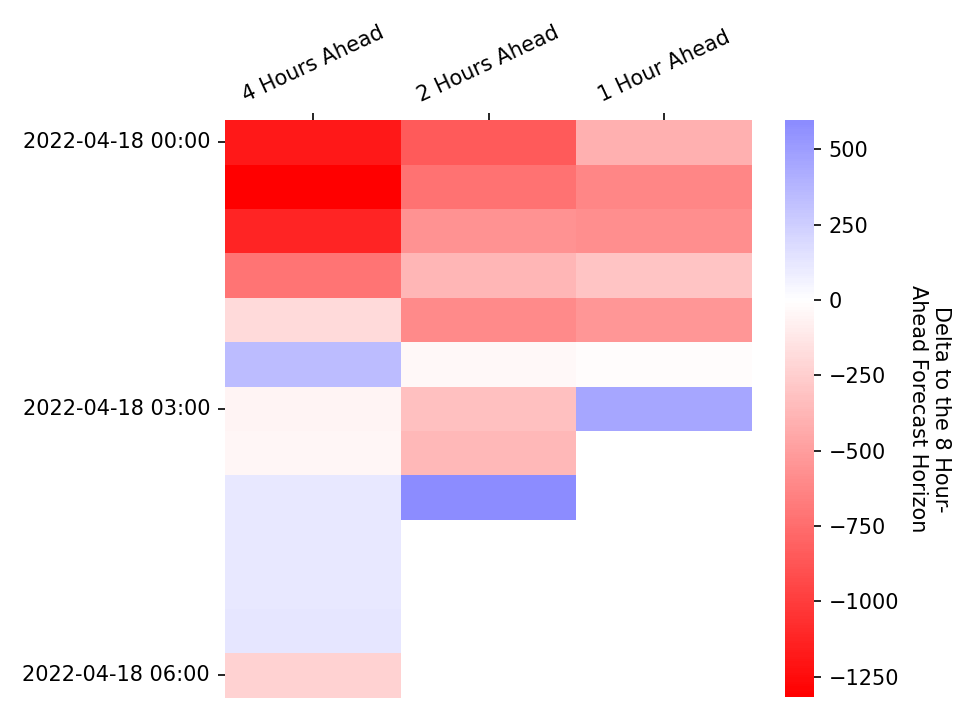 4 Hours Ahead
2 Hours Ahead
1 Hour Ahead
2022-04-18 00:00
2022-04-18 03:00
2022-04-18 06:00
500
250
0
−250
−500
−750
−1000
−1250
Delta to the 8 Hour-
Ahead Forecast Horizon